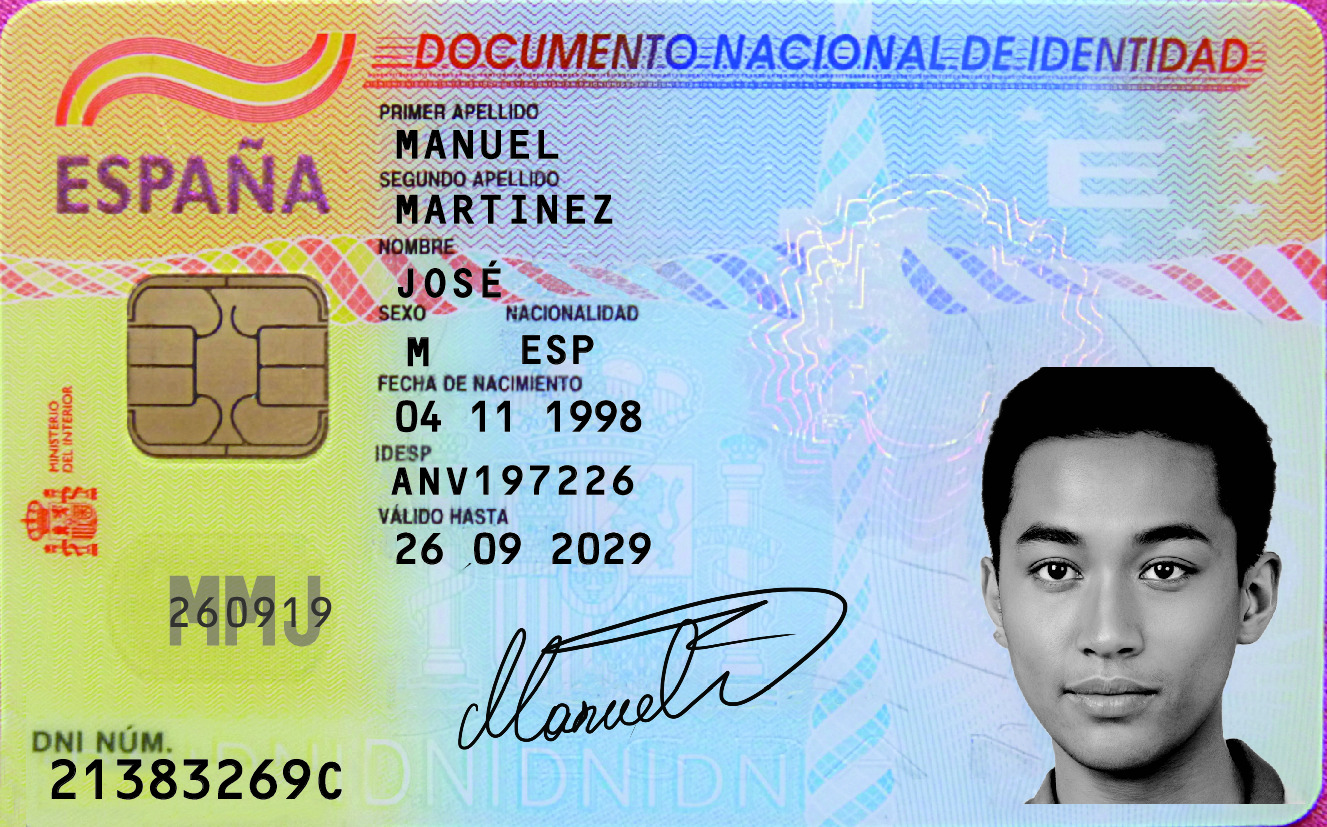 DOCUMENTO NACIONAL DE IDENTIDAD
ESPAÑA
PRIMER APELLIDO
MANUEL
SEGUNDO APELLIDO
MARTINEZ
NOMBRE
JOSÉ
SEXO NACIONALIDAD
M ESP
FECHA DE NACIMIENTO
04 11 1998
IDESP
ANV197226
VÁLIDO HASTA
26 09 2029
MINISTERIO
DEL INTERIOR
E
MMJ
260919
Manuel
DNI NÚM.
21383269C
DNIDNIDNIDNI